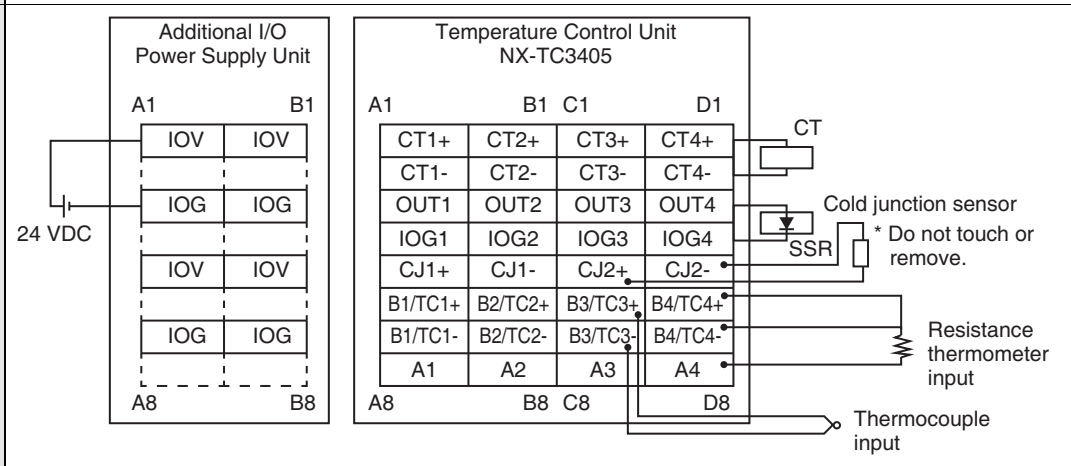 Additional I/O
Power Supply Unit
A1 B1
IOV IOV
IOG IOG
24 VDC
IOV IOV
IOG IOG
A8 B8
Temperature Control Unit
NX-TC3405
A1 B1 C1 D1
CT1+ CT2+ CT3+ CT4+
CT1- CT2- CT3- CT4-
OUT1 OUT2 OUT3 OUT4
IOG1 IOG2 IOG3 IOG4
CJ1+ CJ1- CJ2+ CJ2-
B1/TC1+ B2/TC2+ B3/TC3+ B4/TC4+
B1/TC1- B2/TC2- B3/TC3- B4/TC4-
A1 A2 A3 A4
A8 B8 C8 D8
CT
Cold junction sensor
SSR
* Do not touch or
remove.
Resistance
thermometer
input
Thermocouple
input